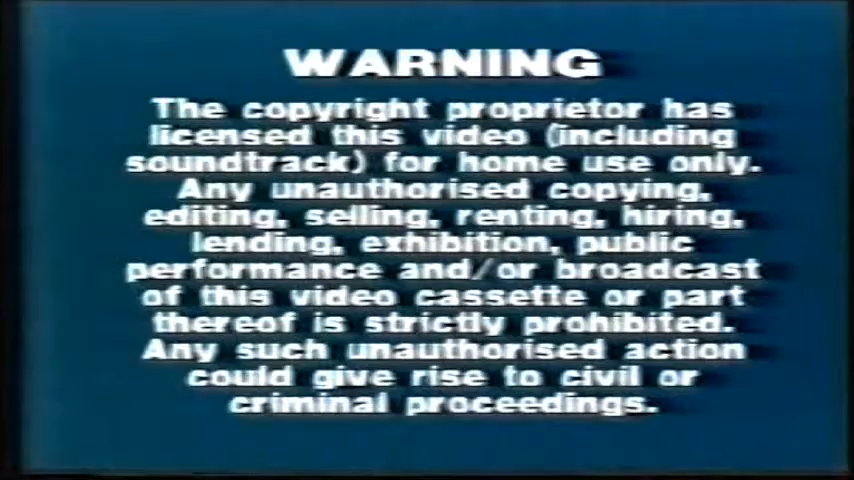 WARNING
The copyright proprietor has
licensed this video (including
soundtrack) for home use only.
Any unauthorised copying,
editing, selling, renting, hiring,
lending, exhibition, public
performance and/or broadcast
of this video cassette or part
thereof is strictly prohibited.
Any such unauthorised action
could give rise to civil or
criminal proceedings.